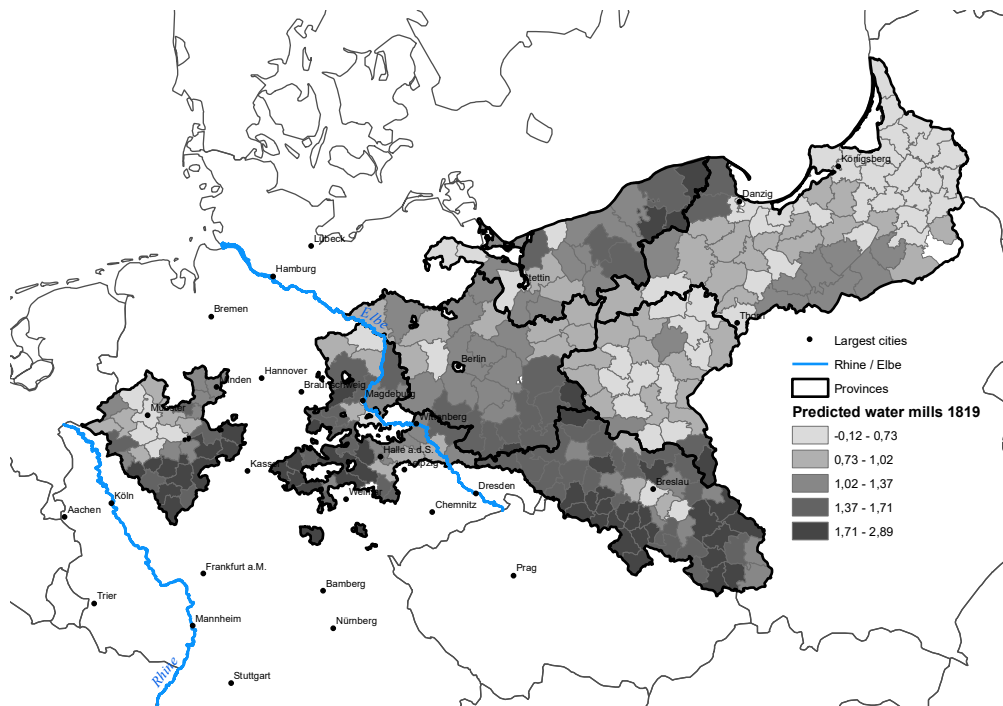 Königsberg
Danzig
Lübeck
Hamburg
Stettin
Bremen
Elbe
Thorn
Berlin
Hannover
Minden
Braunschweig
Magdeburg
Münster
Wittenberg
Halle a.d.S.
Kassel
Leipzig
Breslau
Weimar
Dresden
Köln
Chemnitz
Aachen
Frankfurt a.M.
Prag
Bamberg
Trier
Mannheim
Nürnberg
Rhine
Stuttgart
Largest cities
Rhine / Elbe
Provinces
Predicted water mills 1819
-0,12 - 0,73
0,73 - 1,02
1,02 - 1,37
1,37 - 1,71
1,71 - 2,89